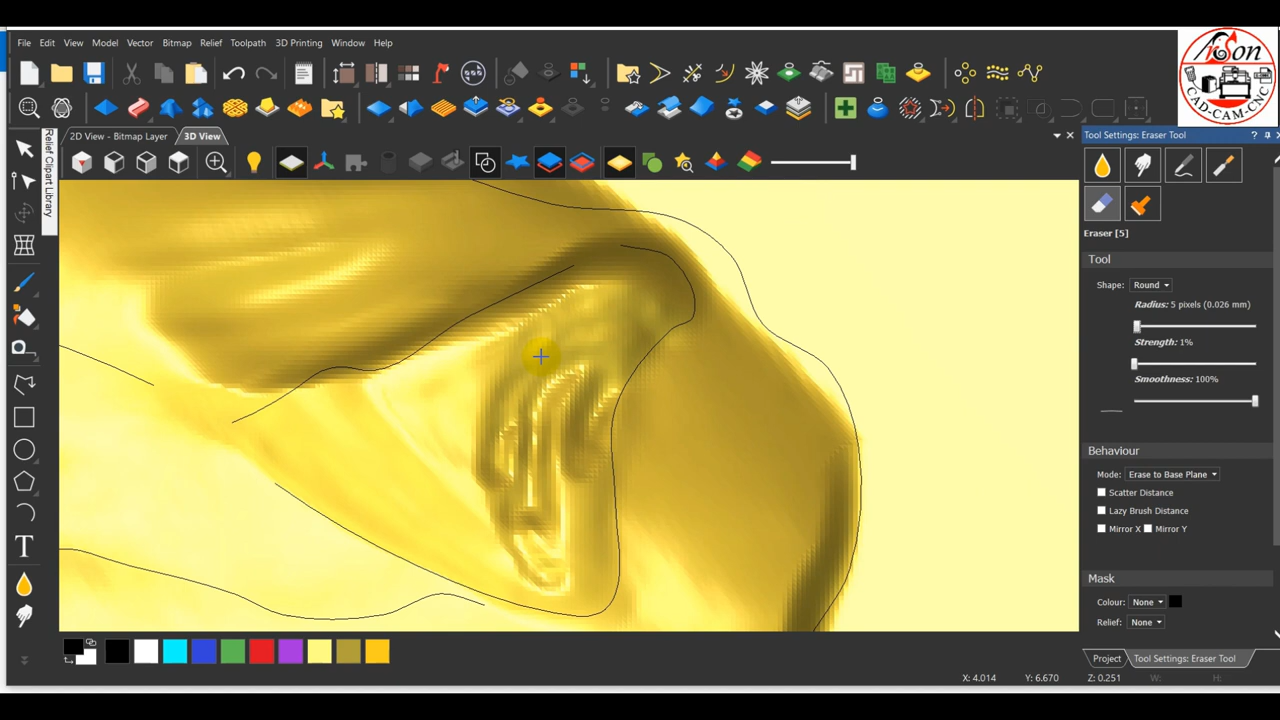 File Edit View Model Vector Bitmap Relief Toolpath 3D Printing Window Help
CAD-CAM-CNC
2D View - Bitmap Layer
3D View
Tool Settings: Eraser Tool
Relief Clipart Library
Eraser [5]
Tool
Shape: Round
Radius: 5 pixels (0.026 mm)
Strength: 1%
Smoothness: 100%
Behaviour
Mode: Erase to Base Plane
Scatter Distance
Lazy Brush Distance
Mirror X Mirror Y
Mask
Colour: None
Relief: None
Project
Tool Settings: Eraser Tool
X: 4.014 Y: 6.670 Z: 0.251 W: H: